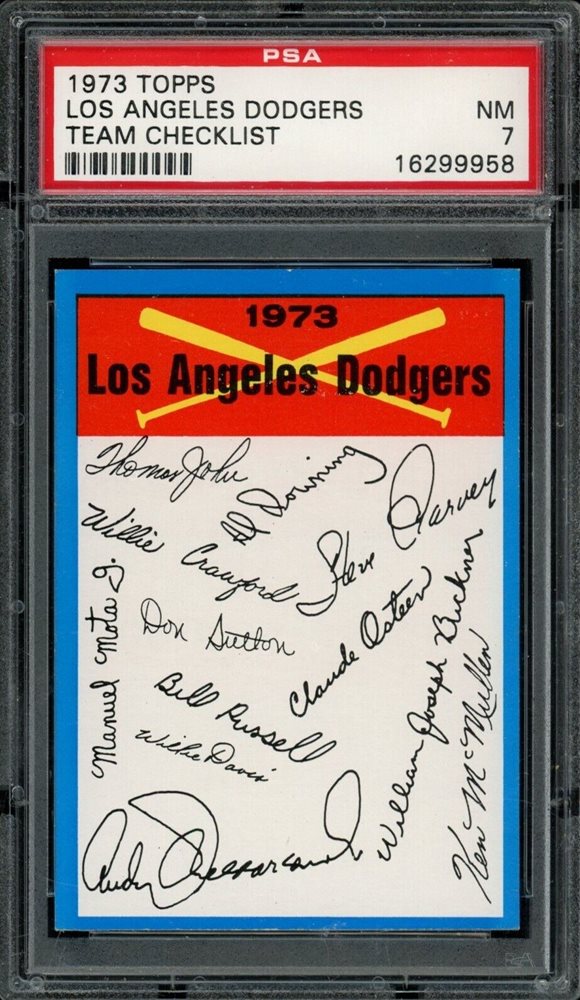 PSA
1973 TOPPS
LOS ANGELES DODGERS NM
TEAM CHECKLIST 7
16299958
1973
Los Angeles Dodgers
Thomas John
Al Downing
Steve Garvey
Willie Crawford
Manuel Mota G.
Don Sutton
Claude Osteen
William Joseph Buckner
Ken McMullen
Bill Russell
Willie Davis
Andy Messersmith
PSA